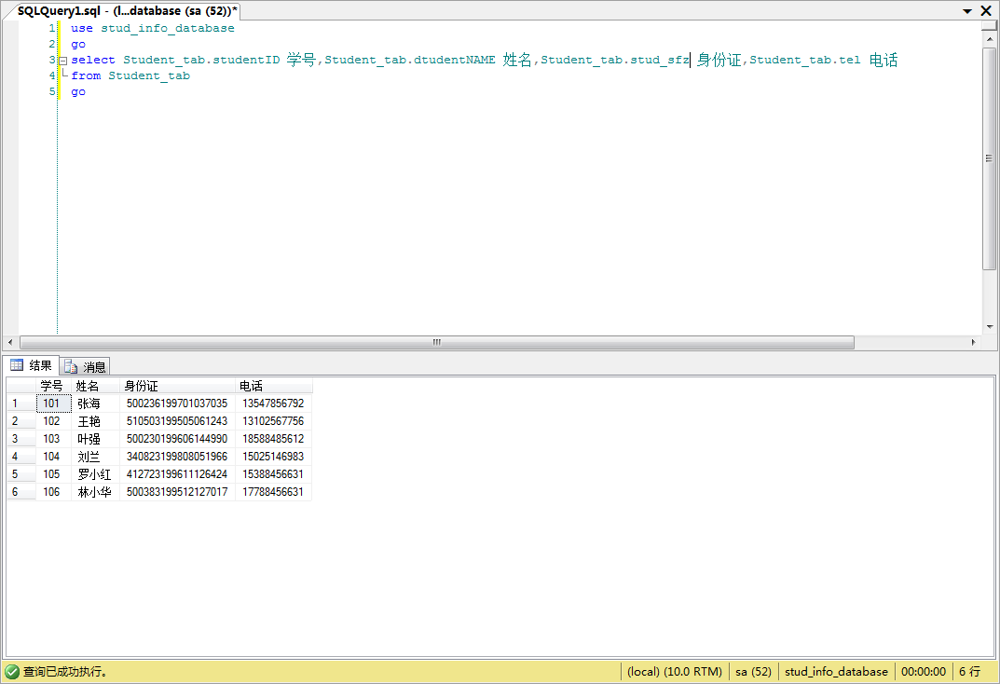 SQLQuery1.sql - (l...database (sa (52))*
1 use stud_info_database
2 go
3 select Student_tab.studentID 学号,Student_tab.dtudentNAME 姓名,Student_tab.stud_sfz 身份证,Student_tab.tel 电话
4 from Student_tab
5 go
结果 消息
学号 姓名 身份证 电话
1 101 张海 500236199701037035 13547856792
2 102 王艳 510503199505061243 13102567756
3 103 叶强 500230199606144990 18588485612
4 104 刘兰 340823199808051966 15025146983
5 105 罗小红 412723199611126424 15388456631
6 106 林小华 500383199512127017 17788456631
查询已成功执行。 (local) (10.0 RTM) sa (52) stud_info_database 00:00:00 6 行